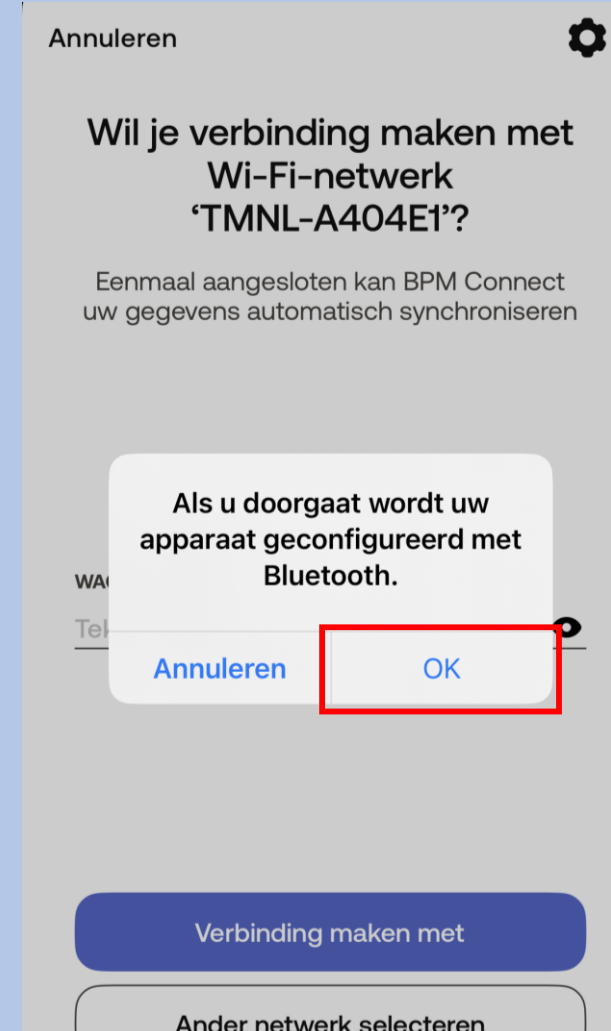 Annuleren
Wil je verbinding maken met
Wi-Fi-netwerk
‘TMNL-A404E1’?
Eenmaal aangesloten kan BPM Connect
uw gegevens automatisch synchroniseren
Als u doorgaat wordt uw
apparaat geconfigureerd met
Bluetooth.
Annuleren
OK
Verbinding maken met
Ander netwerk selecteren